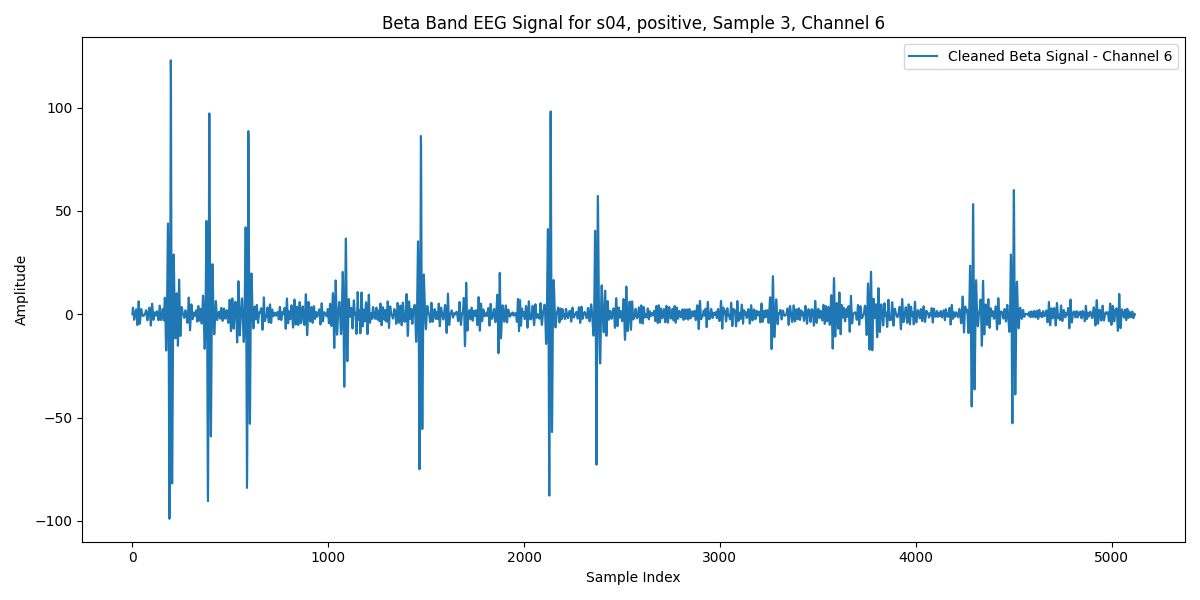 Beta Band EEG Signal for s04, positive, Sample 3, Channel 6
Cleaned Beta Signal - Channel 6
Amplitude
100
50
0
−50
−100
0 1000 2000 3000 4000 5000
Sample Index